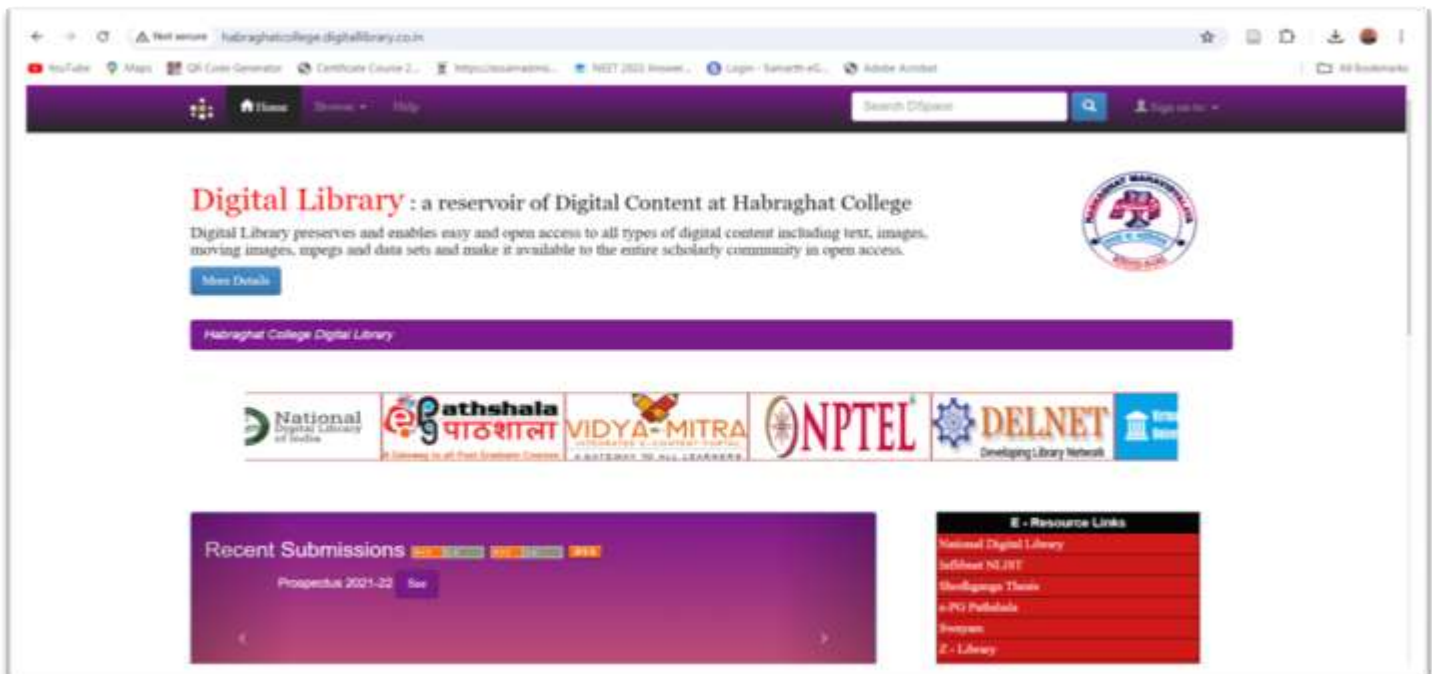 Not secure habraghatcollege.digitallibrary.co.in
YouTube Maps QR Code Generator Certificate Course 2... NEET 2021 Answer... Login - Samarth eG... Adobe Acrobat All Bookmarks
Home Browse Help Search DSpace Sign on to:
Digital Library : a reservoir of Digital Content at Habraghat College
Digital Library preserves and enables easy and open access to all types of digital content including text, images,
moving images, mpegs and data sets and make it available to the entire scholarly community in open access.
More Details
HABRAGHAT MAHAVIDYALAYA
Habraghat College Digital Library
National
Digital Library
of India
ePathshala
पाठशाला
A Gateway to all Post Graduate Courses
VIDYA-MITRA
INTEGRATED E-CONTENT PORTAL
A GATEWAY TO ALL LEARNERS
NPTEL
DELNET
Developing Library Network
E - Resource Links
Recent Submissions
National Digital Library
Prospectus 2021-22 See
Inflibnet NLIST
Shodhganga Thesis
e-PG Pathshala
Swayam
Z - Library